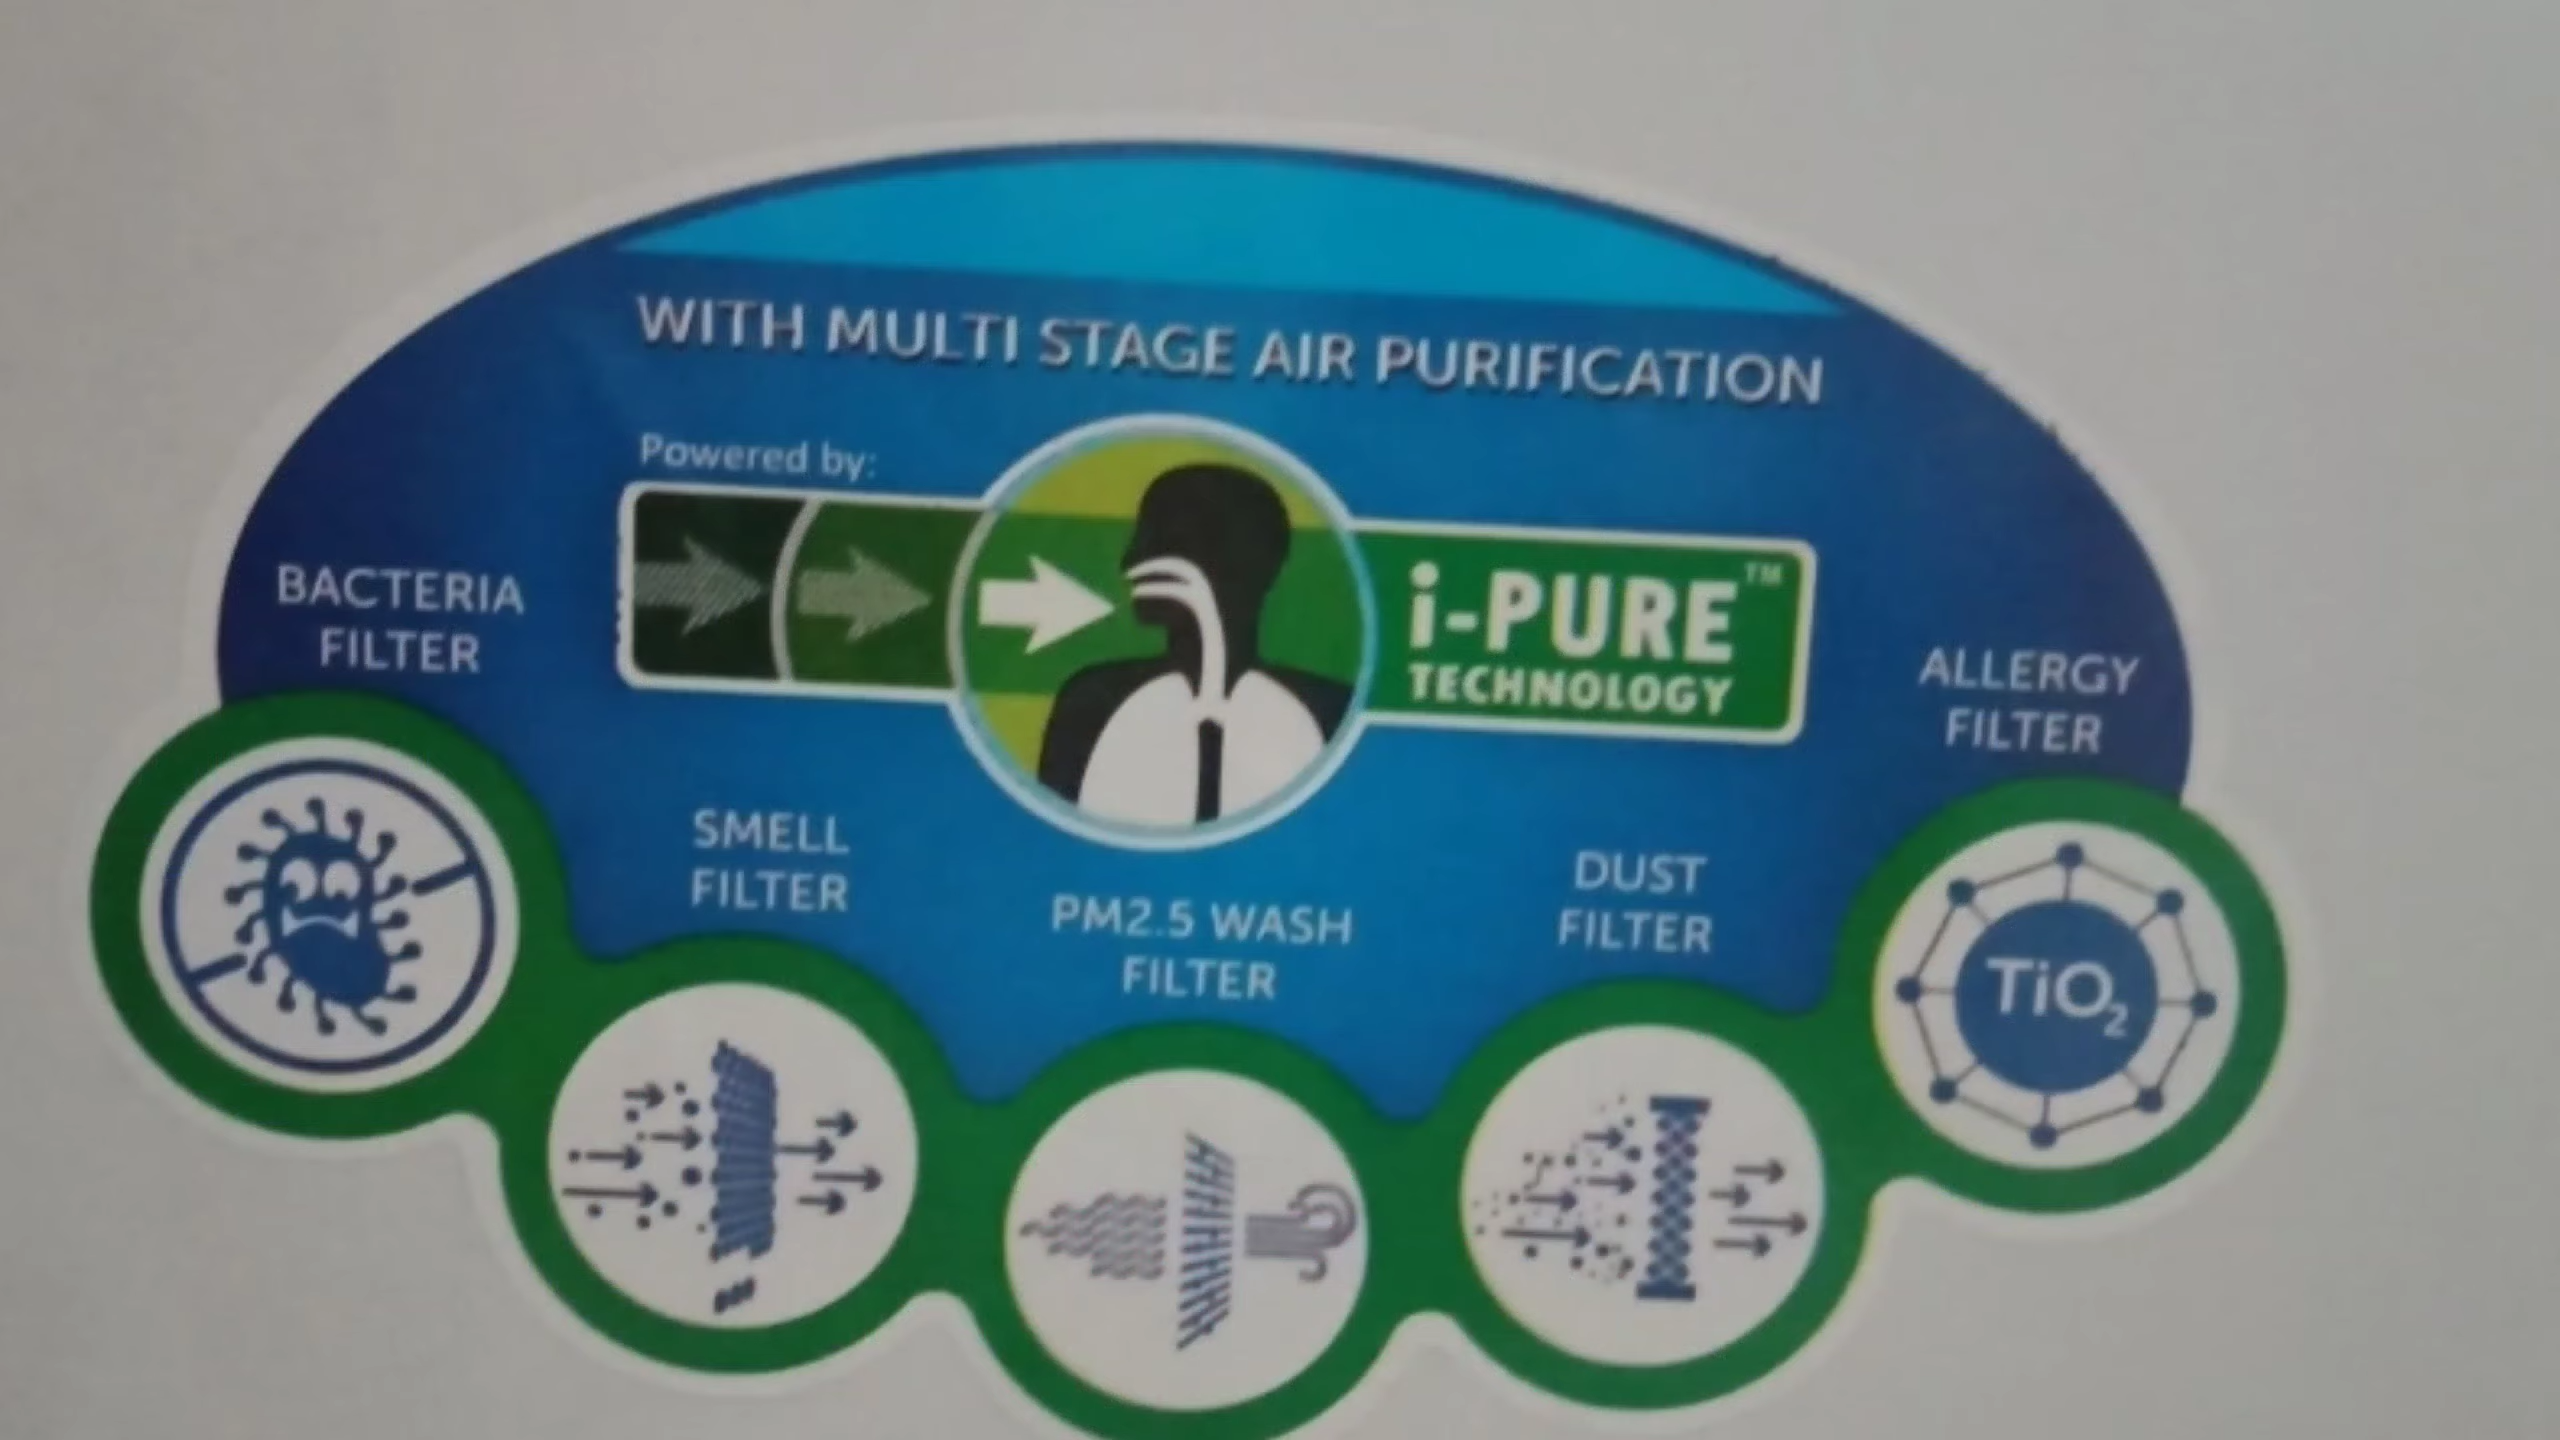 WITH MULTI STAGE AIR PURIFICATION
Powered by:
i-PURE™
TECHNOLOGY
BACTERIA
FILTER
SMELL
FILTER
PM2.5 WASH
FILTER
DUST
FILTER
ALLERGY
FILTER
TiO₂